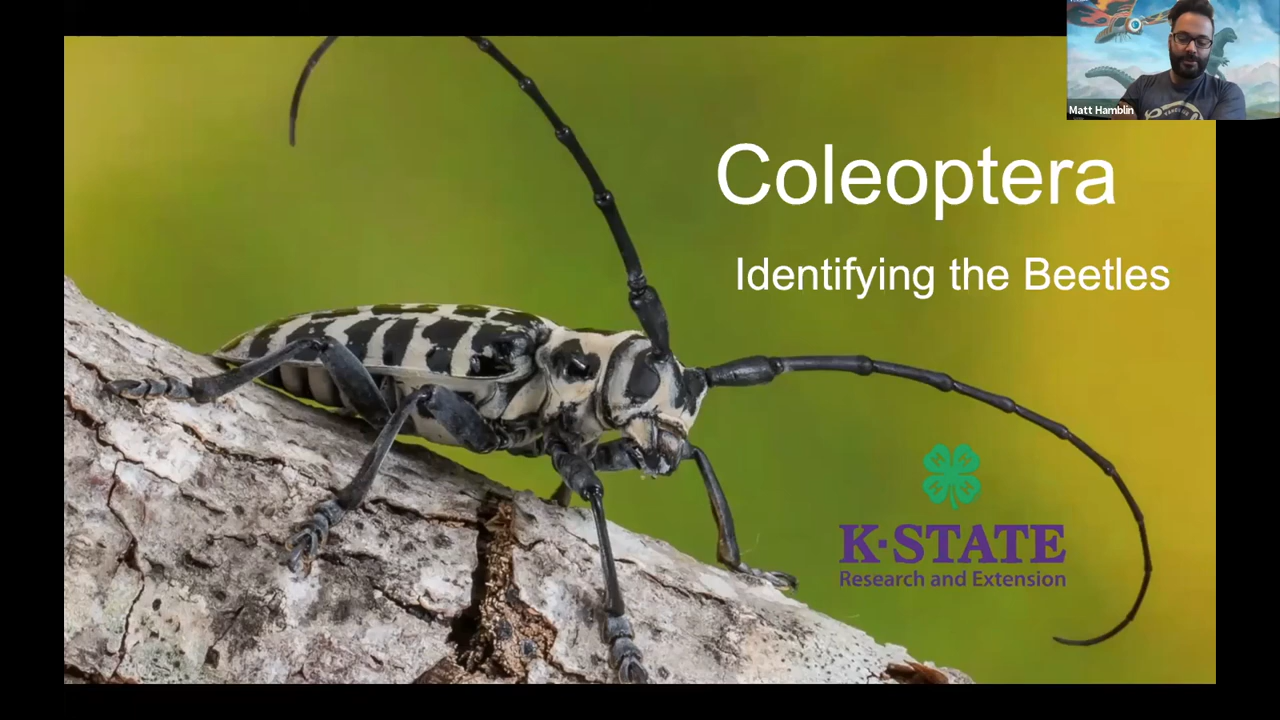 Matt Hamblin
Coleoptera
Identifying the Beetles
H H
H H
K·STATE
Research and Extension